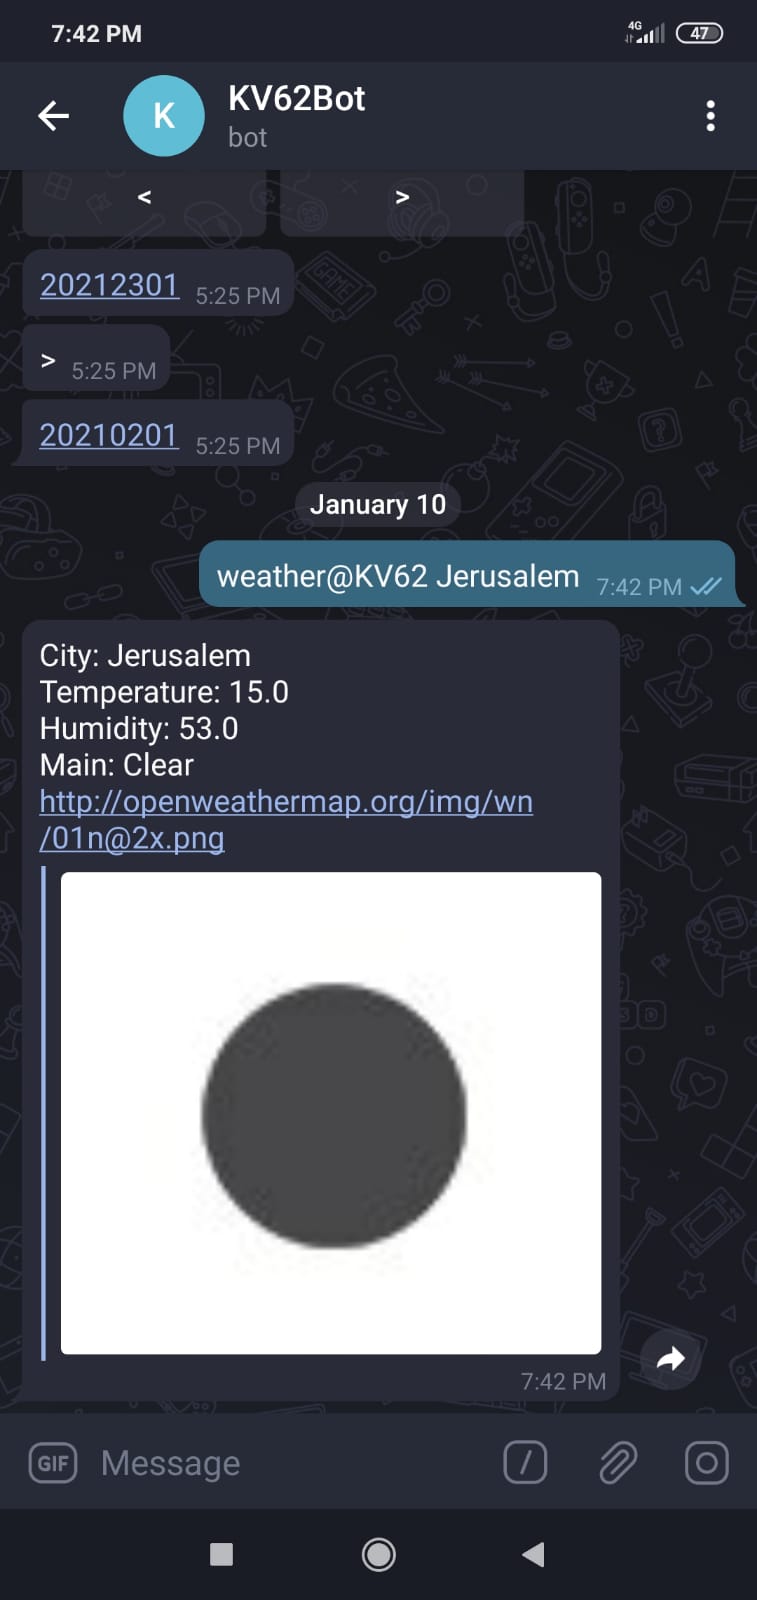 7:42 PM
4G
47
K
KV62Bot
bot
<
>
20212301 5:25 PM
> 5:25 PM
20210201 5:25 PM
January 10
weather@KV62 Jerusalem 7:42 PM
City: Jerusalem
Temperature: 15.0
Humidity: 53.0
Main: Clear
http://openweathermap.org/img/wn
/01n@2x.png
7:42 PM
GIF
Message
/